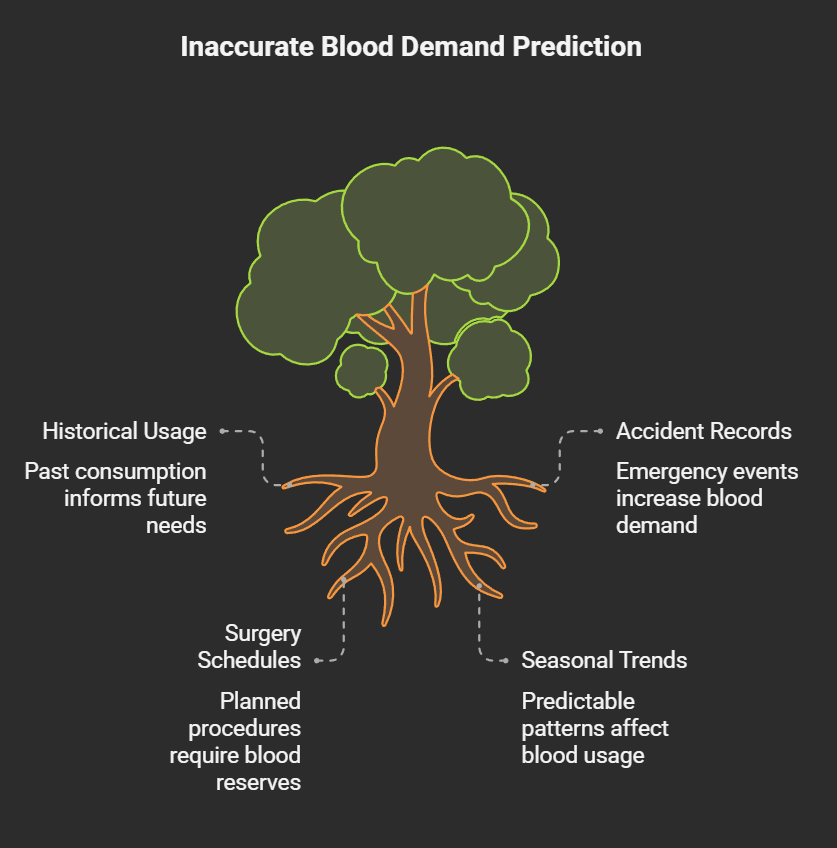 Inaccurate Blood Demand Prediction
Historical Usage
Past consumption
informs future
needs
Accident Records
Emergency events
increase blood
demand
Surgery
Schedules
Planned
procedures
require blood
reserves
Seasonal Trends
Predictable
patterns affect
blood usage